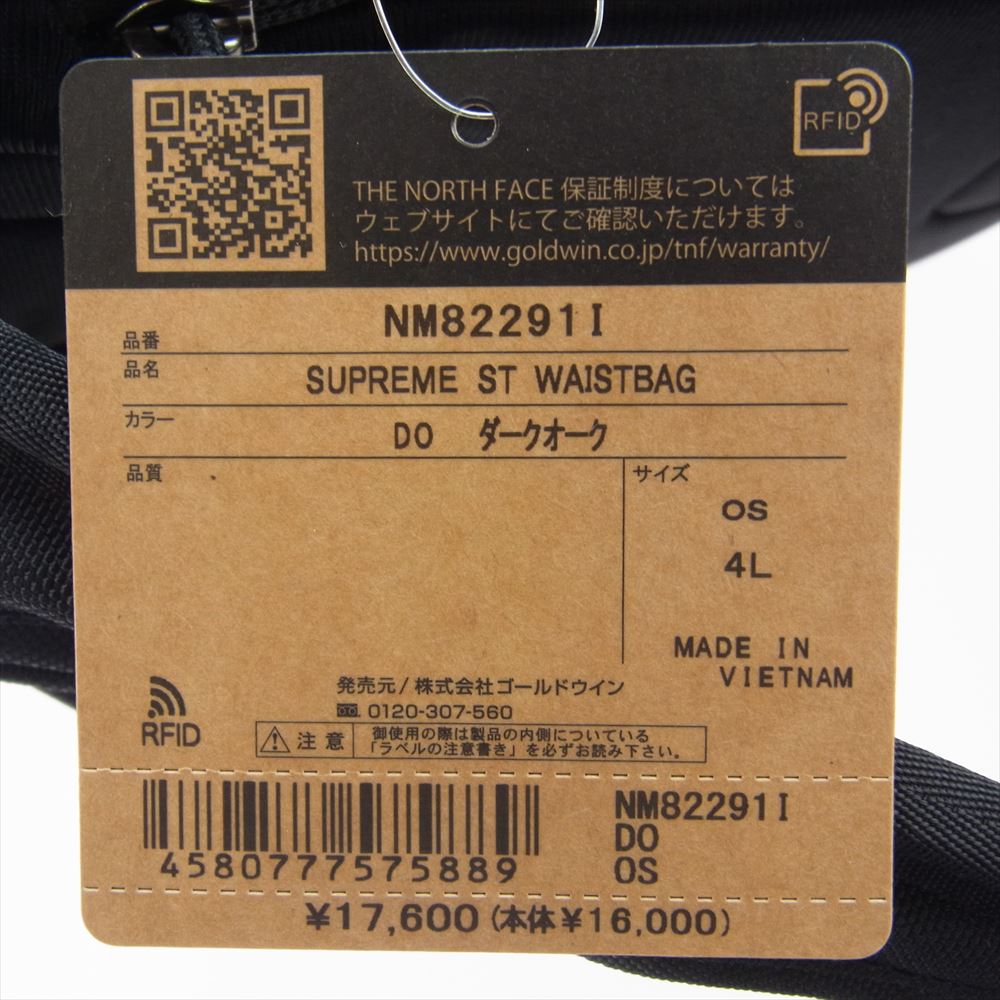 RFID
THE NORTH FACE 保証制度については
ウェブサイトにてご確認いただけます。
https://www.goldwin.co.jp/tnf/warranty/
品番 NM82291I
品名 SUPREME ST WAISTBAG
カラー DO ダークオーク
品質
サイズ
OS
4L
MADE IN
VIETNAM
RFID
発売元/株式会社ゴールドウイン
0120-307-560
注意
御使用の際は製品の内側についている
「ラベルの注意書き」を必ずお読み下さい。
4580777575889
NM82291I
DO
OS
¥17,600(本体¥16,000)